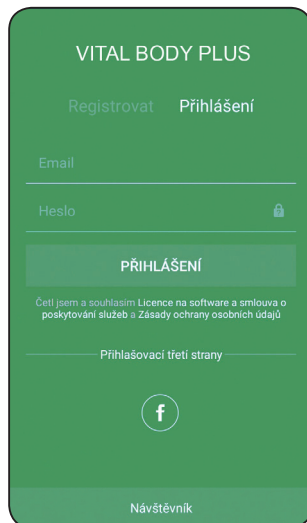 VITAL BODY PLUS
Registrovat Přihlášení
Email
Heslo
PŘIHLÁŠENÍ
Četl jsem a souhlasím Licence na software a smlouva o
poskytování služeb a Zásady ochrany osobních údajů
Přihlašovací třetí strany
f
Návštěvník